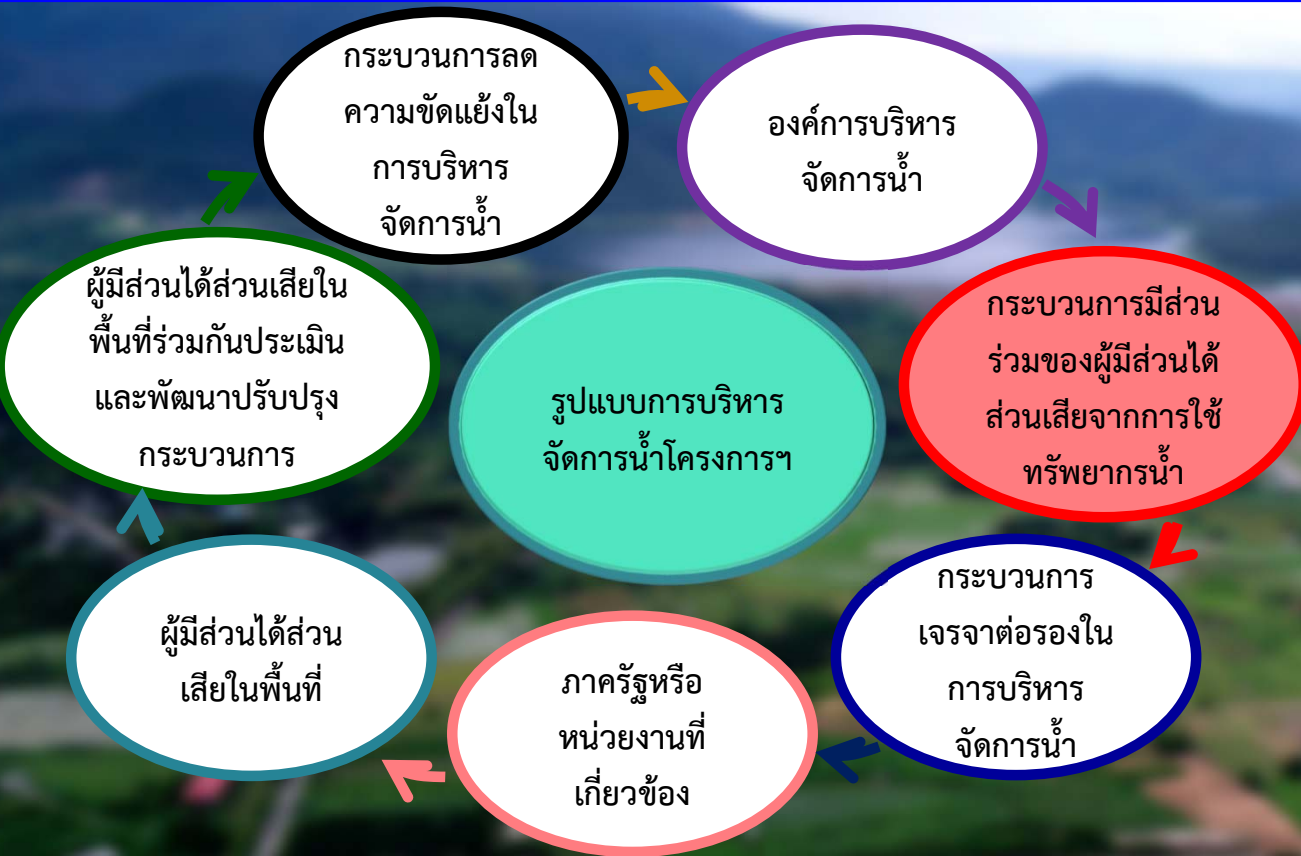 กระบวนการลด
ความขัดแย้งใน
การบริหาร
จัดการน้ำ
องค์การบริหาร
จัดการน้ำ
กระบวนการมีส่วน
ร่วมของผู้มีส่วนได้
ส่วนเสียจากการใช้
ทรัพยากรน้ำ
กระบวนการ
เจรจาต่อรองใน
การบริหาร
จัดการน้ำ
ภาครัฐหรือ
หน่วยงานที่
เกี่ยวข้อง
ผู้มีส่วนได้ส่วน
เสียในพื้นที่
ผู้มีส่วนได้ส่วนเสียใน
พื้นที่ร่วมกันประเมิน
และพัฒนาปรับปรุง
กระบวนการ
รูปแบบการบริหาร
จัดการน้ำโครงการฯ